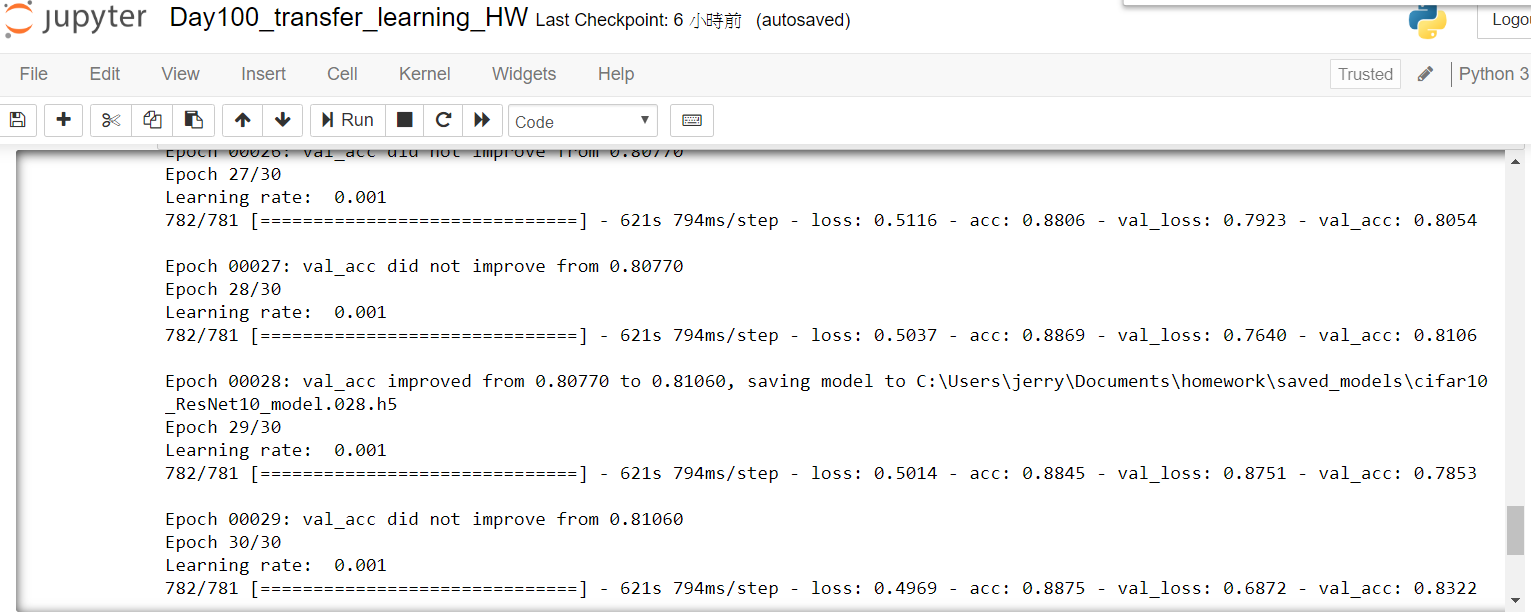 jupyter Day100_transfer_learning_HW Last Checkpoint: 6 小時前 (autosaved)
File Edit View Insert Cell Kernel Widgets Help Trusted Python 3
Run Code
Epoch 00026: val_acc did not improve from 0.80770
Epoch 27/30
Learning rate:  0.001
782/781 [==============================] - 621s 794ms/step - loss: 0.5116 - acc: 0.8806 - val_loss: 0.7923 - val_acc: 0.8054
Epoch 00027: val_acc did not improve from 0.80770
Epoch 28/30
Learning rate:  0.001
782/781 [==============================] - 621s 794ms/step - loss: 0.5037 - acc: 0.8869 - val_loss: 0.7640 - val_acc: 0.8106
Epoch 00028: val_acc improved from 0.80770 to 0.81060, saving model to C:\Users\jerry\Documents\homework\saved_models\cifar10
_ResNet10_model.028.h5
Epoch 29/30
Learning rate:  0.001
782/781 [==============================] - 621s 794ms/step - loss: 0.5014 - acc: 0.8845 - val_loss: 0.8751 - val_acc: 0.7853
Epoch 00029: val_acc did not improve from 0.81060
Epoch 30/30
Learning rate:  0.001
782/781 [==============================] - 621s 794ms/step - loss: 0.4969 - acc: 0.8875 - val_loss: 0.6872 - val_acc: 0.8322